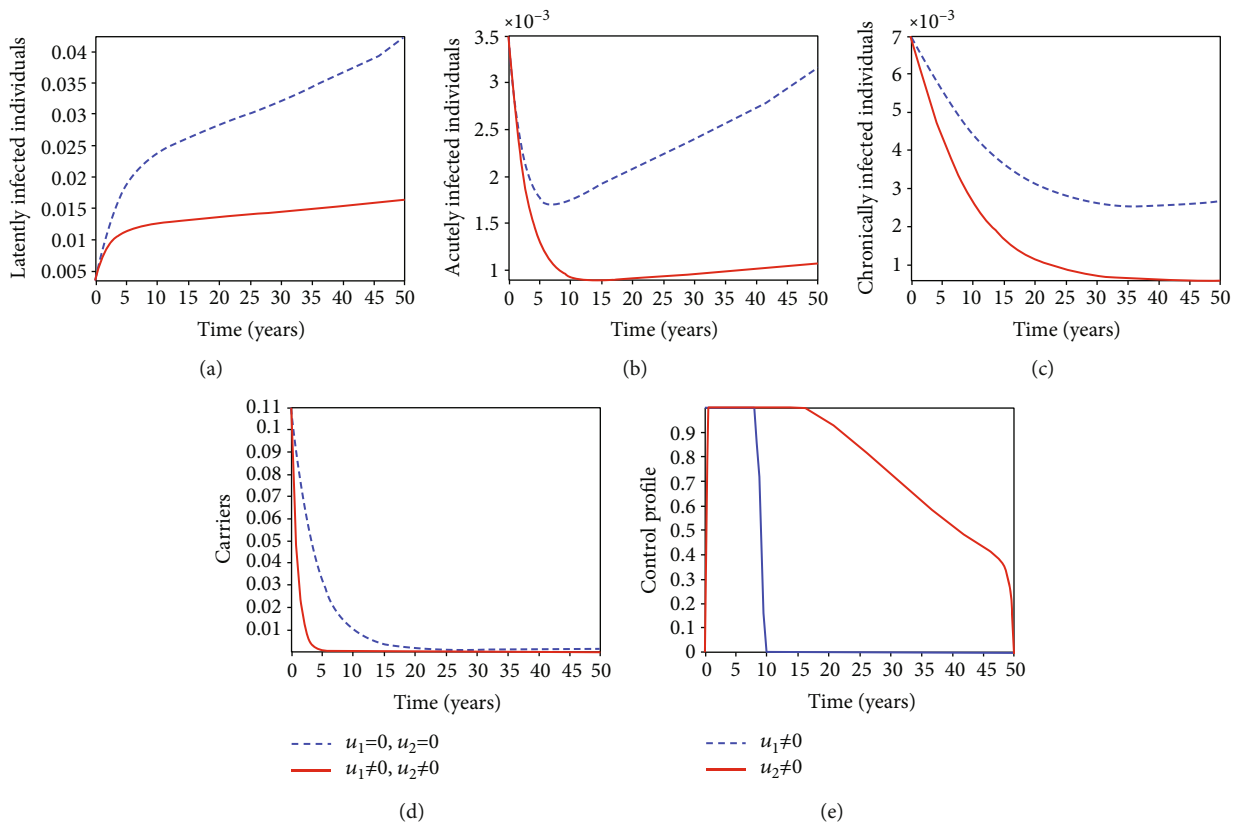 Latently infected individuals
0.04
0.035
0.03
0.025
0.02
0.015
0.01
0.005
0 5 10 15 20 25 30 35 40 45 50
Time (years)
(a)
×10⁻³
Acutely infected individuals
3.5
3
2.5
2
1.5
1
0 5 10 15 20 25 30 35 40 45 50
Time (years)
(b)
×10⁻³
Chronically infected individuals
7
6
5
4
3
2
1
0 5 10 15 20 25 30 35 40 45 50
Time (years)
(c)
Carriers
0.11
0.1
0.09
0.08
0.07
0.06
0.05
0.04
0.03
0.02
0.01
0 5 10 15 20 25 30 35 40 45 50
Time (years)
u₁=0, u₂=0
u₁≠0, u₂≠0
(d)
Control profile
0.9
0.8
0.7
0.6
0.5
0.4
0.3
0.2
0.1
0
0 5 10 15 20 25 30 35 40 45 50
Time (years)
u₁≠0
u₂≠0
(e)